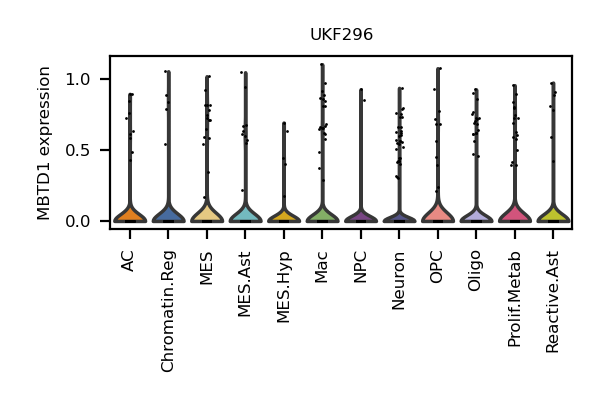 UKF296
MBTD1 expression
1.0
0.5
0.0
AC
Chromatin.Reg
MES
MES.Ast
MES.Hyp
Mac
NPC
Neuron
OPC
Oligo
Prolif.Metab
Reactive.Ast